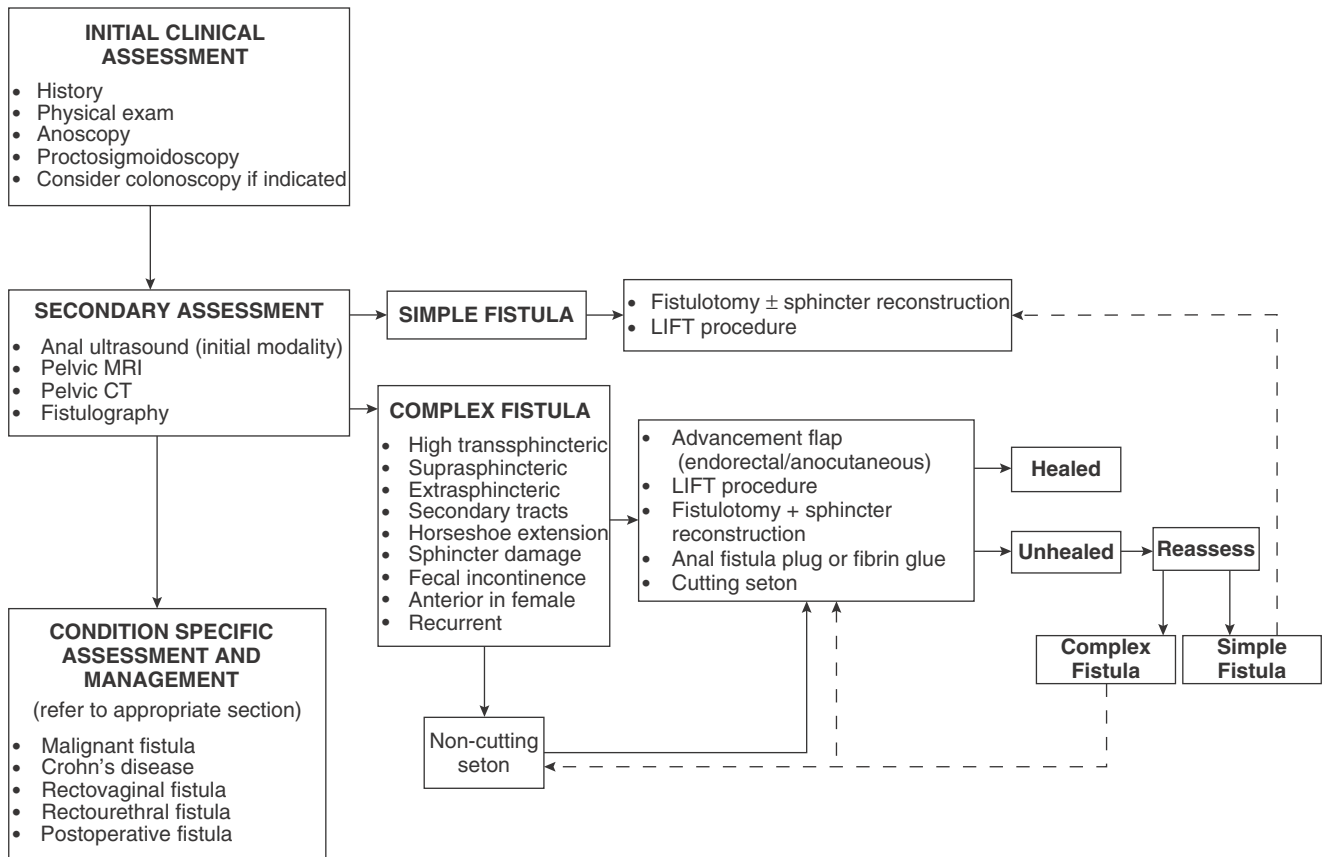 INITIAL CLINICAL
ASSESSMENT
• History
• Physical exam
• Anoscopy
• Proctosigmoidoscopy
• Consider colonoscopy if indicated
SECONDARY ASSESSMENT
• Anal ultrasound (initial modality)
• Pelvic MRI
• Pelvic CT
• Fistulography
SIMPLE FISTULA
• Fistulotomy ± sphincter reconstruction
• LIFT procedure
COMPLEX FISTULA
• High transsphincteric
• Suprasphincteric
• Extrasphincteric
• Secondary tracts
• Horseshoe extension
• Sphincter damage
• Fecal incontinence
• Anterior in female
• Recurrent
• Advancement flap
(endorectal/anocutaneous)
• LIFT procedure
• Fistulotomy + sphincter
reconstruction
• Anal fistula plug or fibrin glue
• Cutting seton
Healed
Unhealed
Reassess
Complex
Fistula
Simple
Fistula
Non-cutting
seton
CONDITION SPECIFIC
ASSESSMENT AND
MANAGEMENT
(refer to appropriate section)
• Malignant fistula
• Crohn's disease
• Rectovaginal fistula
• Rectourethral fistula
• Postoperative fistula